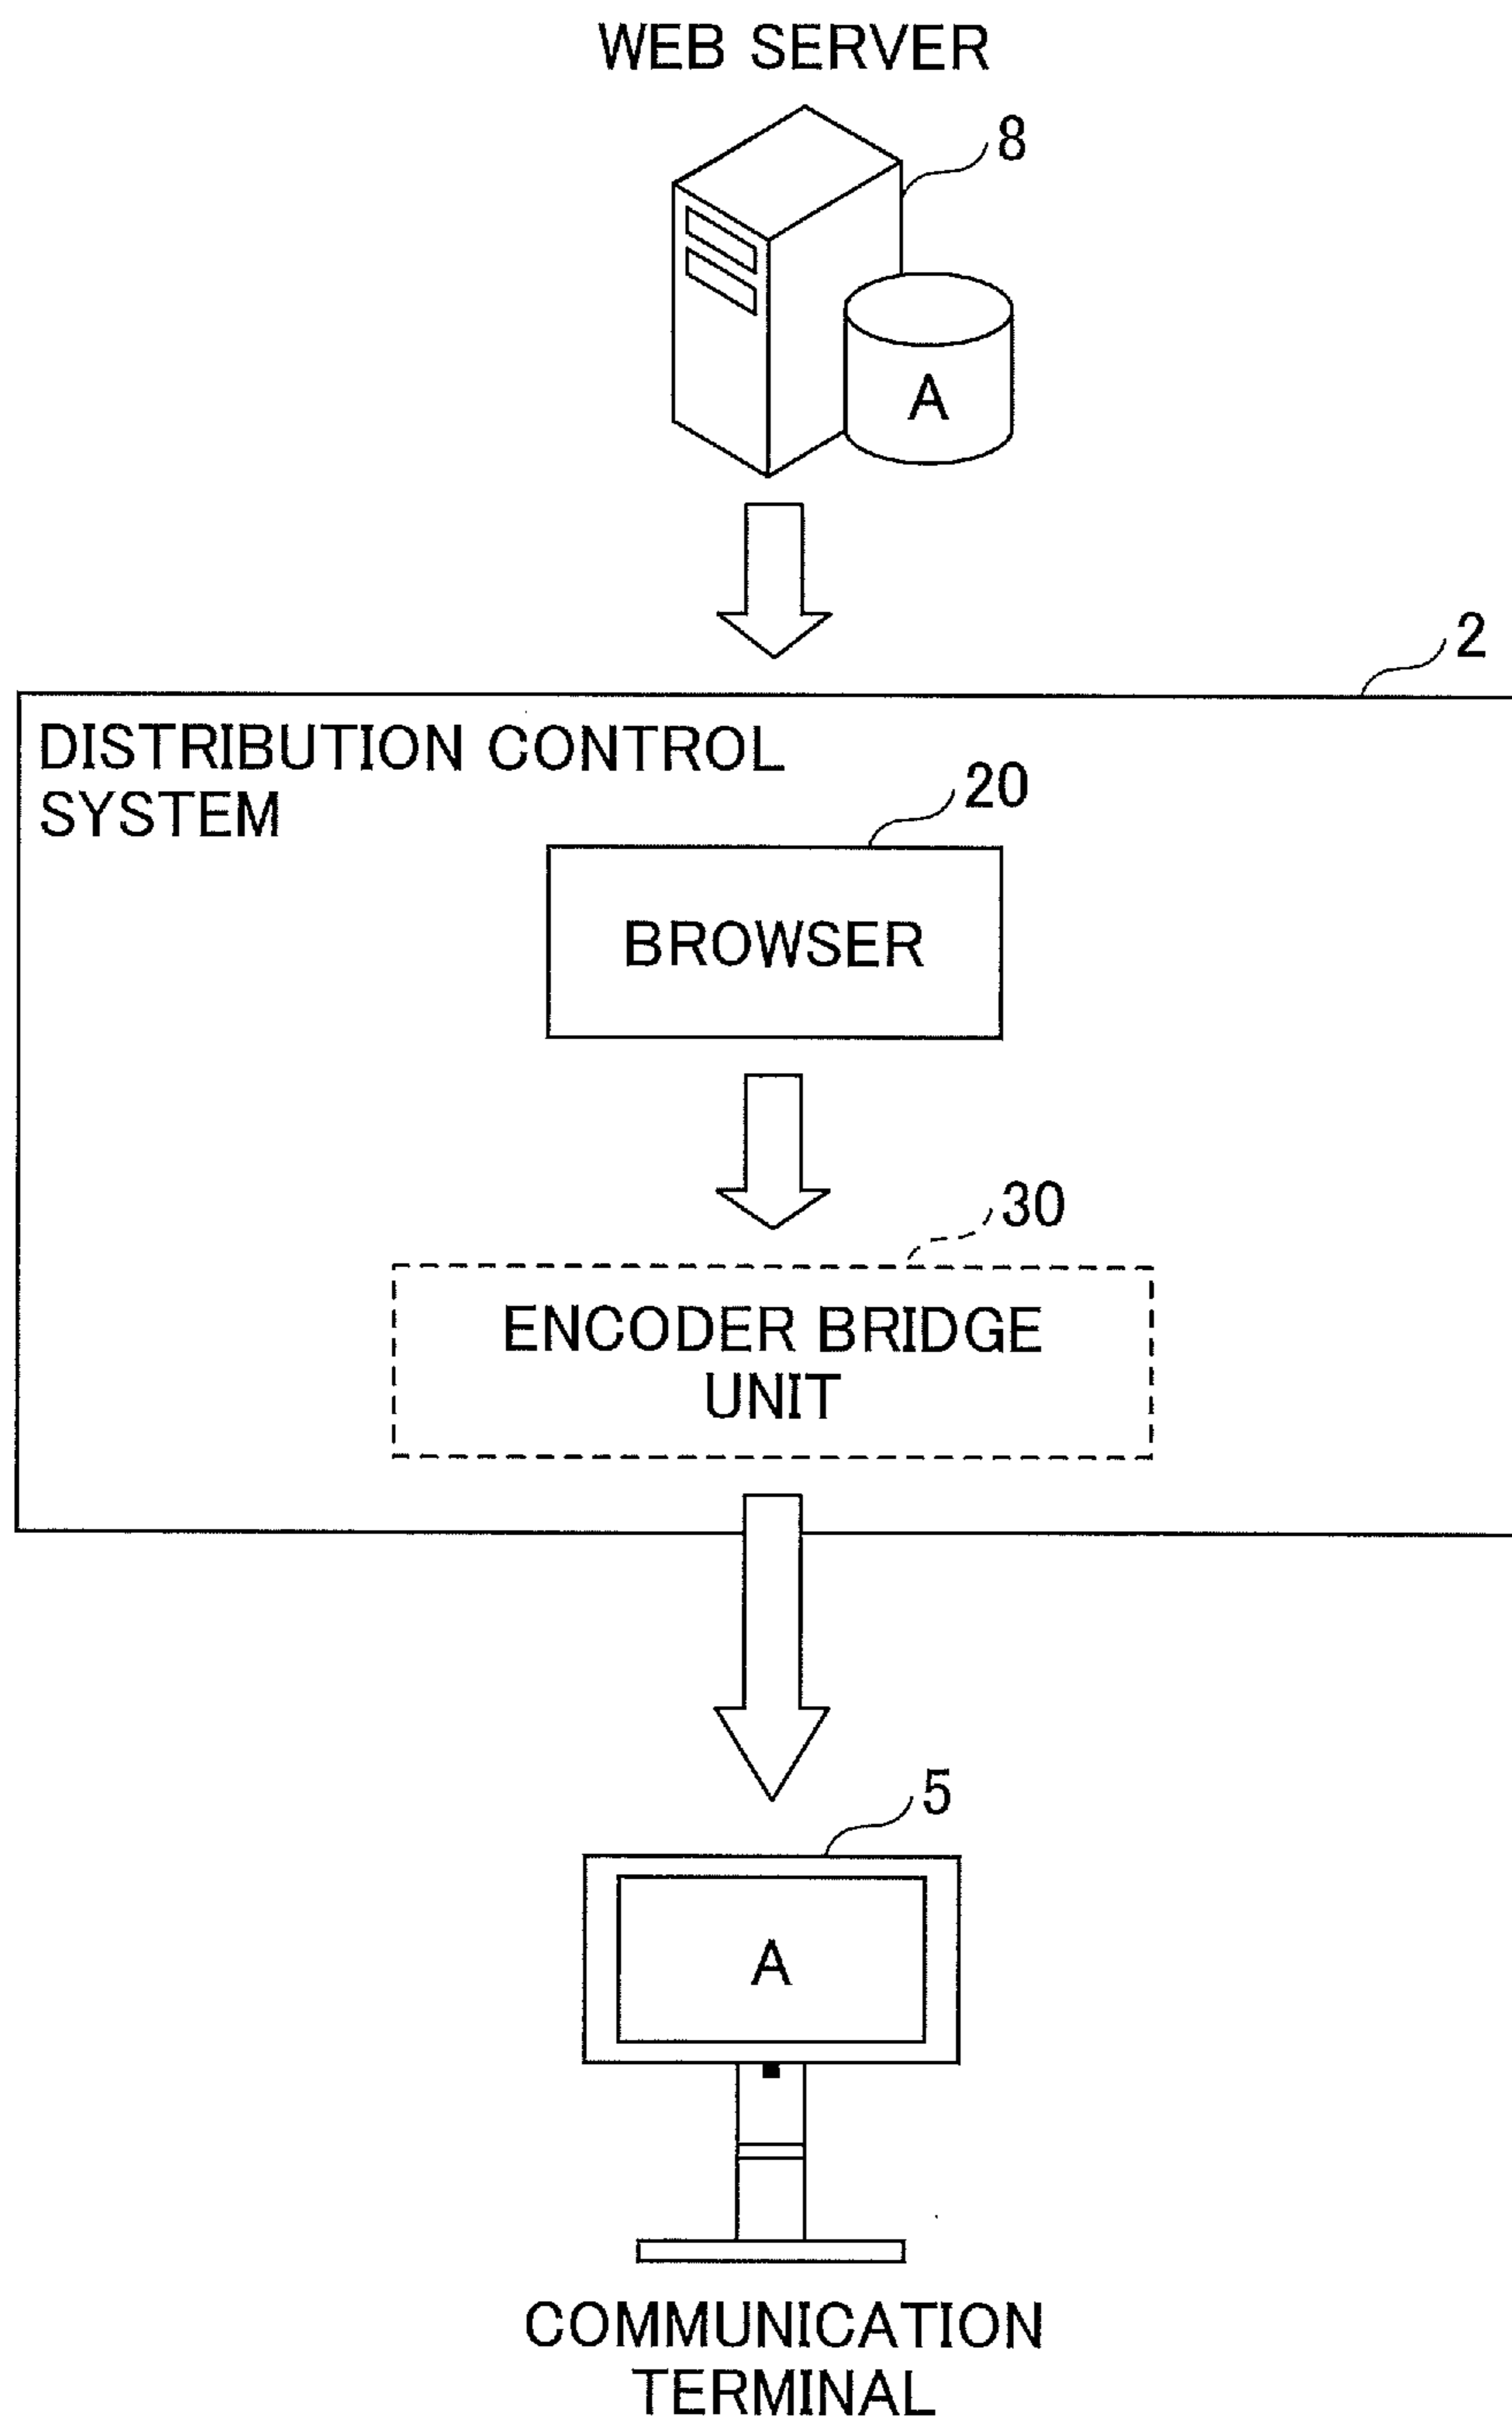 WEB SERVER
8
A
2
DISTRIBUTION CONTROL
SYSTEM
20
BROWSER
30
ENCODER BRIDGE
UNIT
5
A
COMMUNICATION
TERMINAL